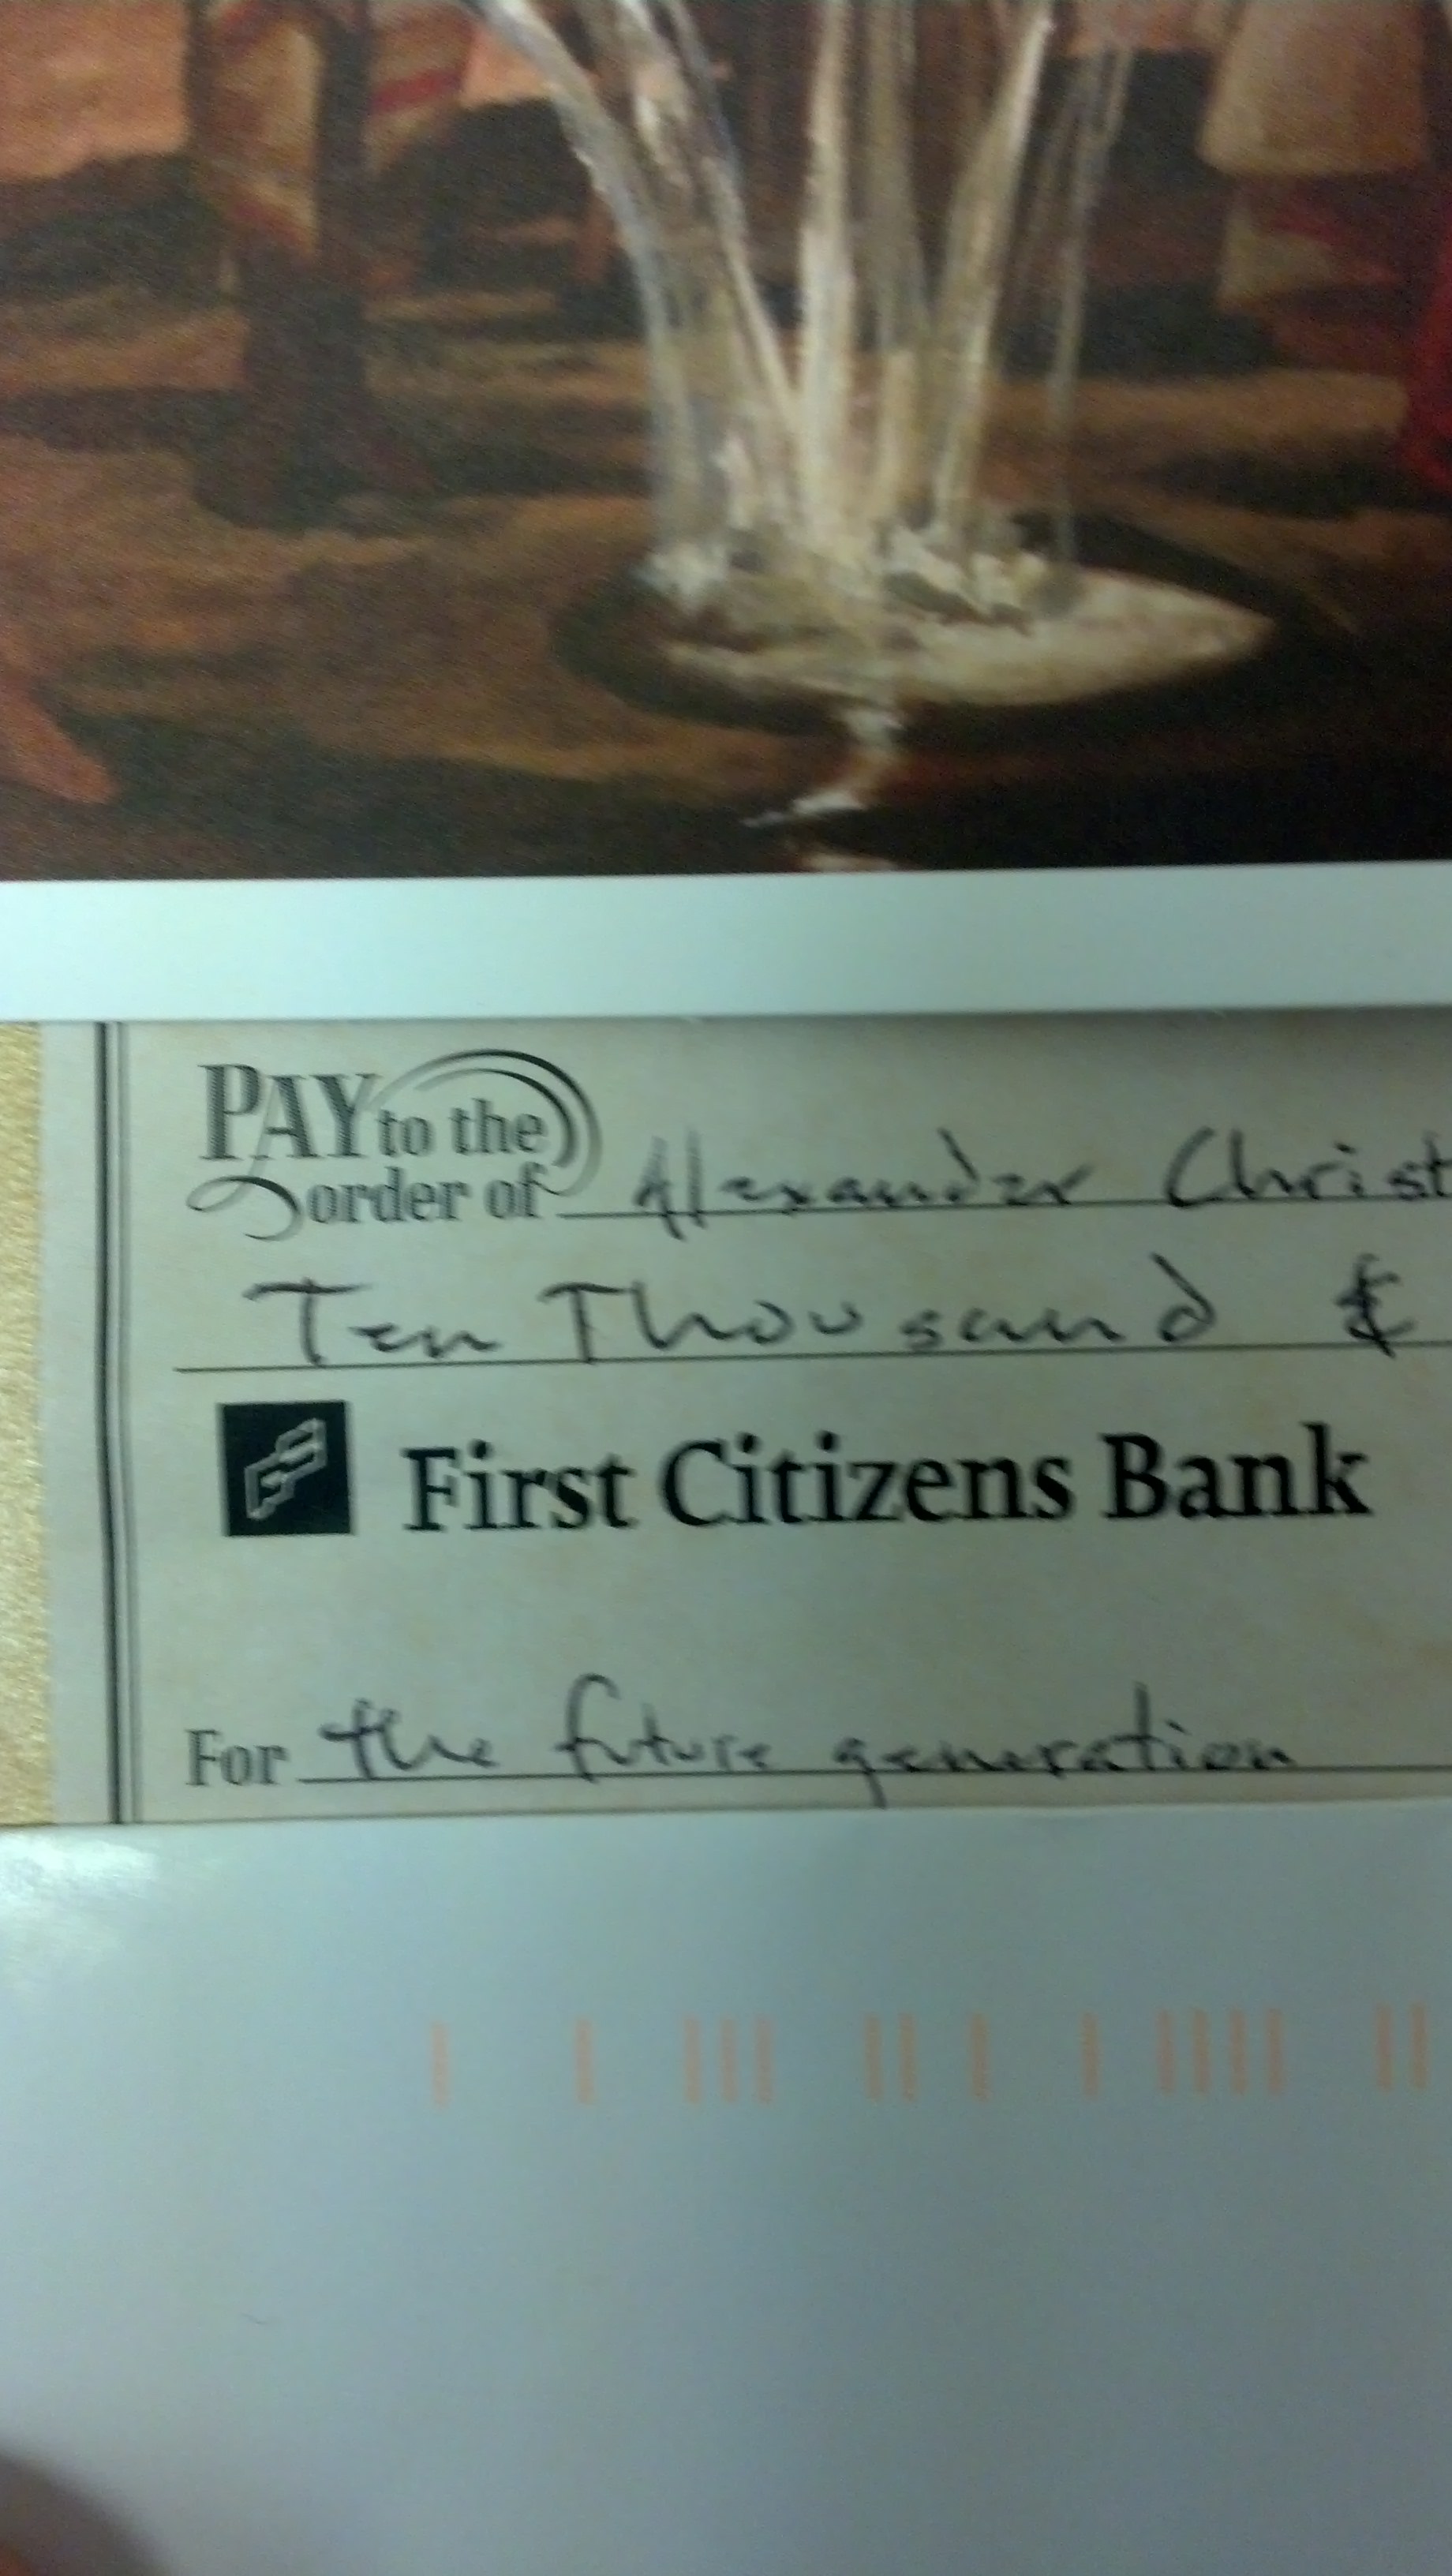 PAY to the
order of Alexander Christ
Ten Thousand &
First Citizens Bank
For the future generation